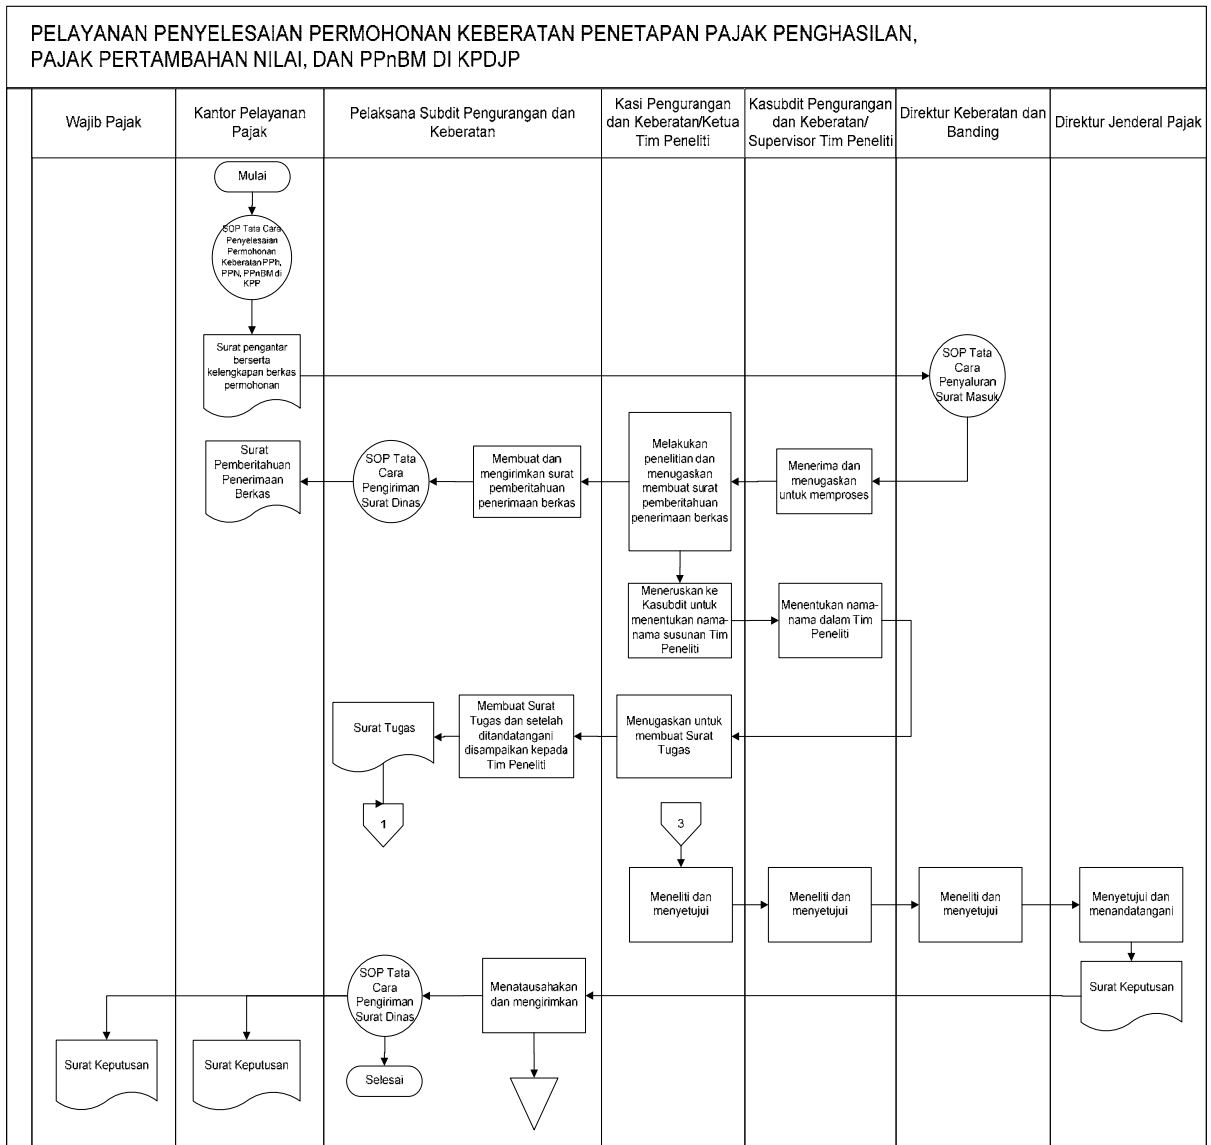 PELAYANAN PENYELESAIAN PERMOHONAN KEBERATAN PENETAPAN PAJAK PENGHASILAN,
PAJAK PERTAMBAHAN NILAI, DAN PPnBM DI KPDJP
Wajib Pajak
Kantor Pelayanan
Pajak
Pelaksana Subdit Pengurangan dan
Keberatan
Kasi Pengurangan
dan Keberatan/Ketua
Tim Peneliti
Kasubdit Pengurangan
dan Keberatan/
Supervisor Tim Peneliti
Direktur Keberatan dan
Banding
Direktur Jenderal Pajak
Mulai
SOP Tata Cara
Penyelesaian
Permohonan
Keberatan PPh,
PPN, PPnBM di
KPP
Surat pengantar
berserta
kelengkapan berkas
permohonan
SOP Tata
Cara
Penyaluran
Surat Masuk
Surat
Pemberitahuan
Penerimaan
Berkas
SOP Tata
Cara
Pengiriman
Surat Dinas
Membuat dan
mengirimkan surat
pemberitahuan
penerimaan berkas
Melakukan
penelitian dan
menugaskan
membuat surat
pemberitahuan
penerimaan berkas
Menerima dan
menugaskan
untuk memproses
Meneruskan ke
Kasubdit untuk
menentukan nama-
nama susunan Tim
Peneliti
Menentukan nama-
nama dalam Tim
Peneliti
Surat Tugas
Membuat Surat
Tugas dan setelah
ditandatangani
disampaikan kepada
Tim Peneliti
Menugaskan untuk
membuat Surat
Tugas
1
3
Meneliti dan
menyetujui
Meneliti dan
menyetujui
Meneliti dan
menyetujui
Menyetujui dan
menandatangani
SOP Tata
Cara
Pengiriman
Surat Dinas
Menatausahakan
dan mengirimkan
Surat Keputusan
Surat Keputusan
Surat Keputusan
Selesai